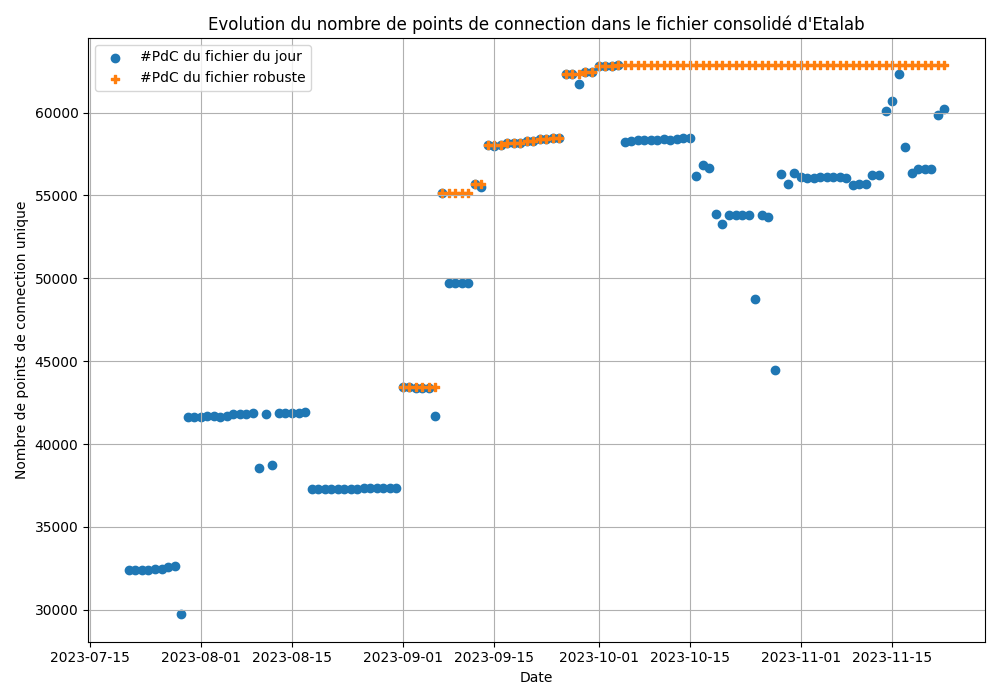 Evolution du nombre de points de connection dans le fichier consolidé d'Etalab
#PdC du fichier du jour
#PdC du fichier robuste
Nombre de points de connection unique
60000
55000
50000
45000
40000
35000
30000
2023-07-15 2023-08-01 2023-08-15 2023-09-01 2023-09-15 2023-10-01 2023-10-15 2023-11-01 2023-11-15
Date